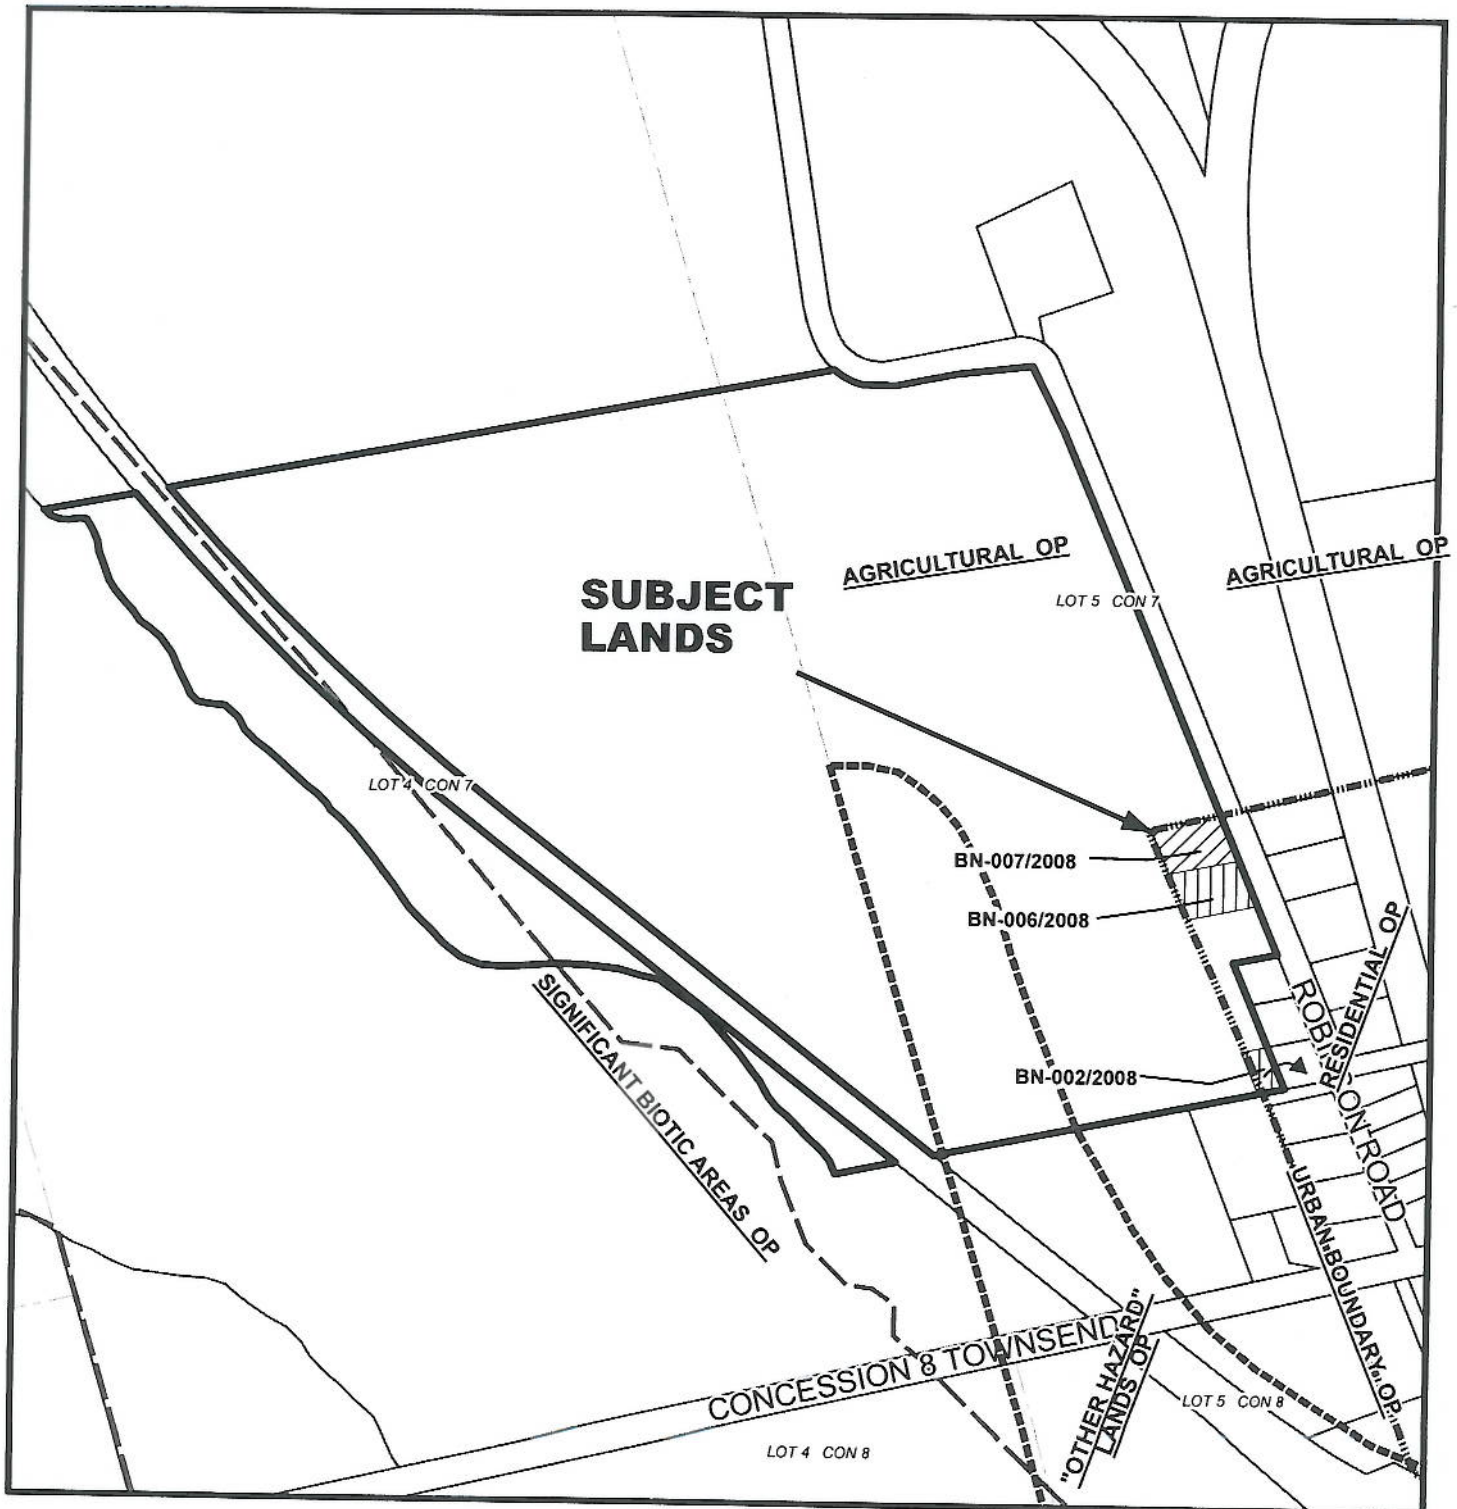 AGRICULTURAL OP
AGRICULTURAL OP
SUBJECT
LANDS
LOT 5 CON 7
LOT 4 CON 7
BN-007/2008
BN-006/2008
BN-002/2008
RESIDENTIAL OP
ROBINSON ROAD
SIGNIFICANT BIOTIC AREAS OP
URBAN BOUNDARY OP
"OTHER HAZARD"
LANDS OP
CONCESSION 8 TOWNSEND
LOT 5 CON 8
LOT 4 CON 8